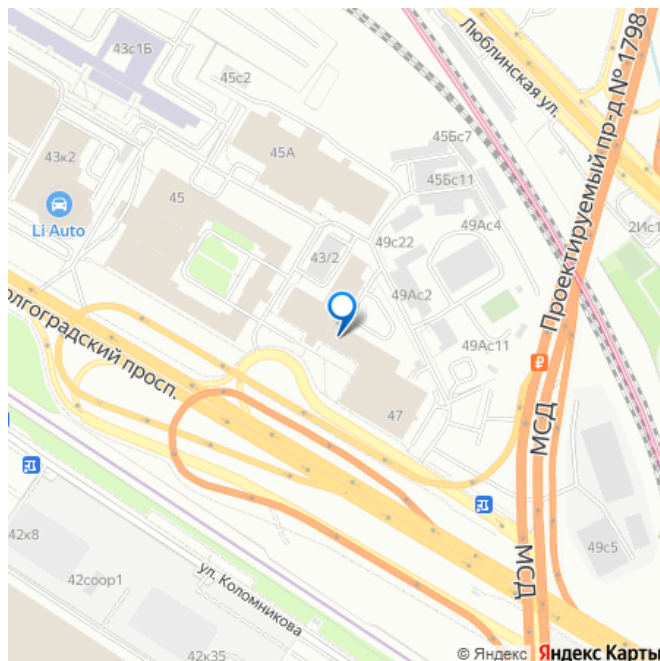 43с1Б
45с2
Люблинская ул.
Проектируемый пр-д № 1798
45А
45Бс7
43к2
45Бс11
45
Li Auto
49с22
49Ас4
2Ис1
43/2
49Ас2
49Ас11
олгоградский просп.
47
МСД
42к8
ул. Коломникова
МСД
49с5
42соор1
42к35
© Яндекс Яндекс Карты